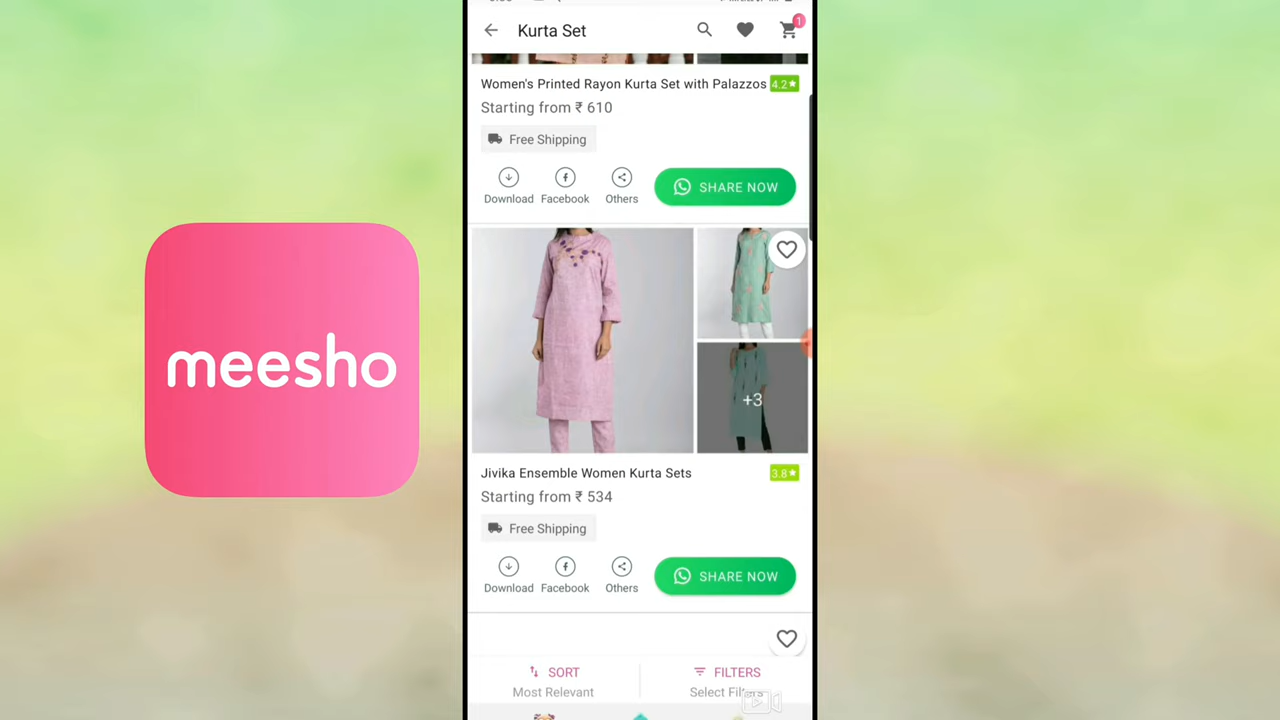 Kurta Set
1
Women's Printed Rayon Kurta Set with Palazzos 4.2★
Starting from ₹ 610
Free Shipping
Download Facebook Others SHARE NOW
meesho
+3
Jivika Ensemble Women Kurta Sets 3.8★
Starting from ₹ 534
Free Shipping
Download Facebook Others SHARE NOW
SORT FILTERS
Most Relevant Select